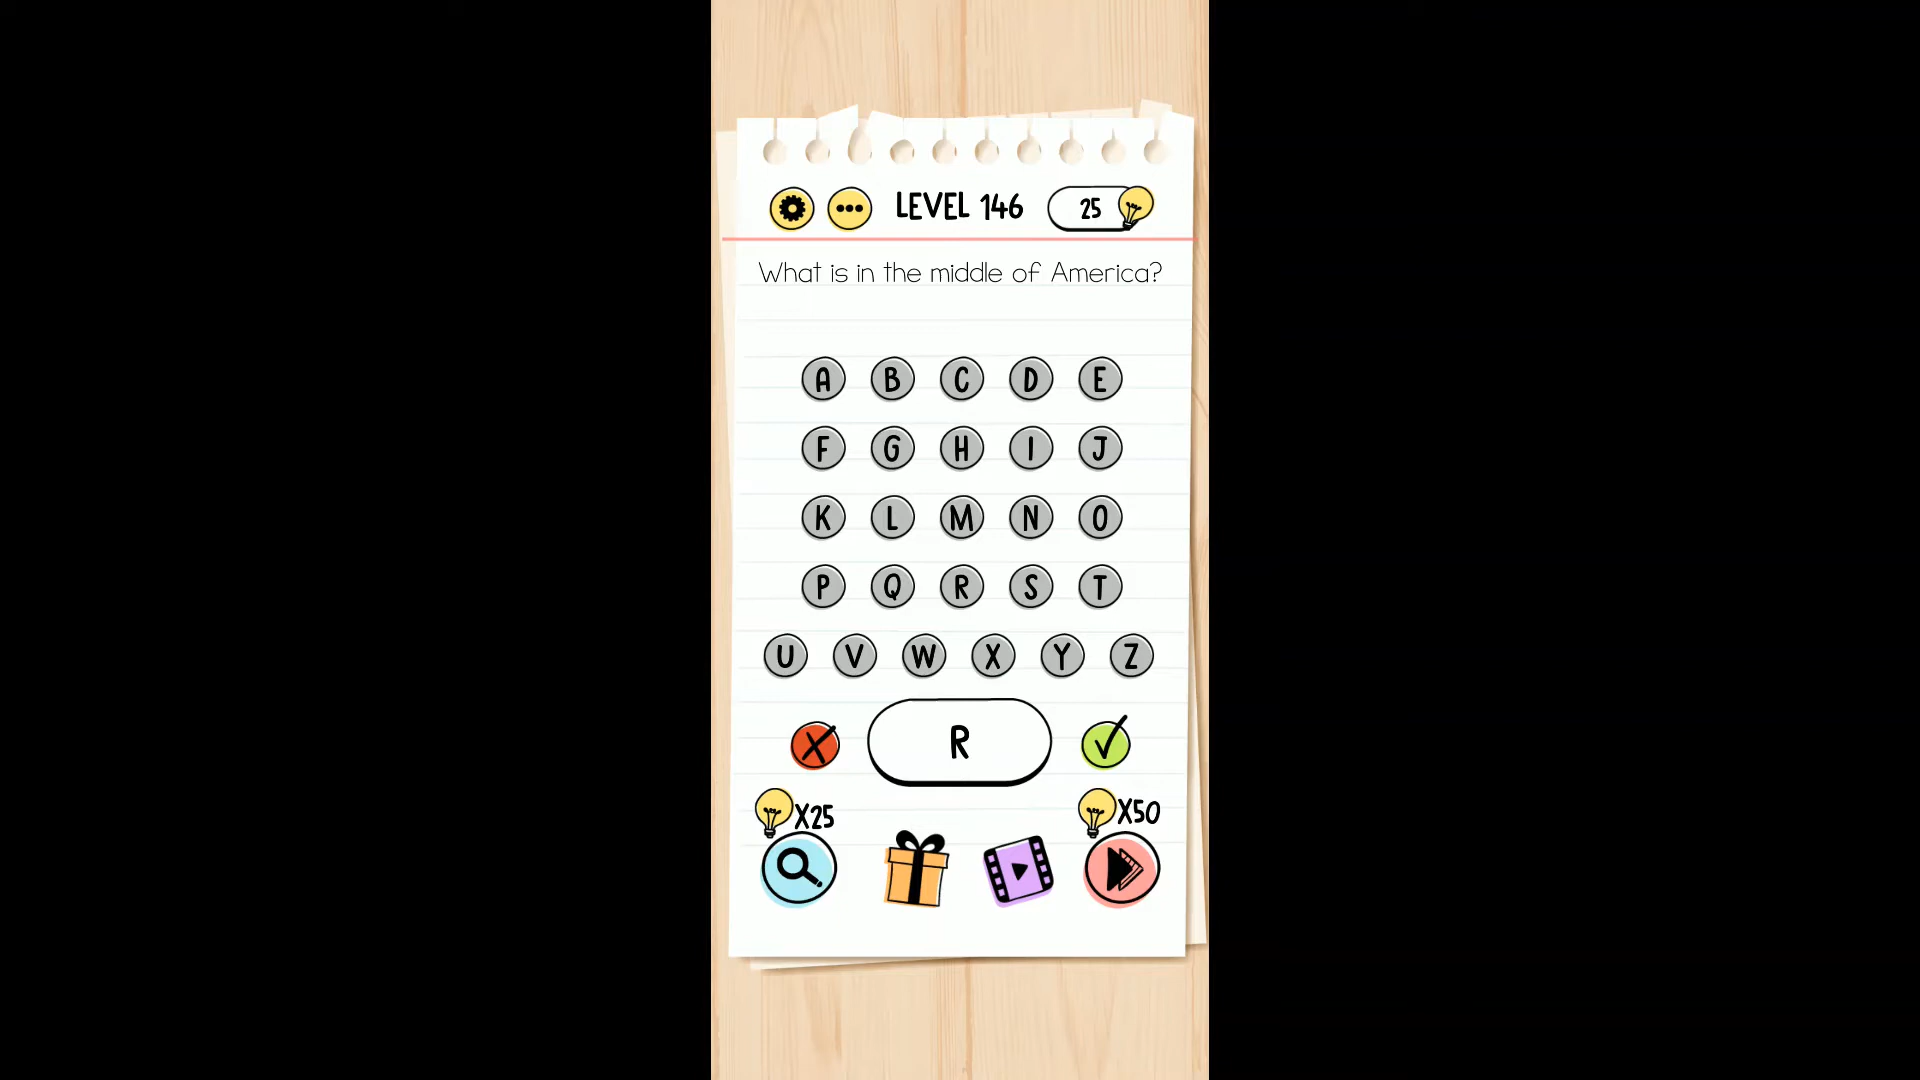 LEVEL 146
25
What is in the middle of America?
A B C D E
F G H I J
K L M N O
P Q R S T
U V W X Y Z
R
X25
X50